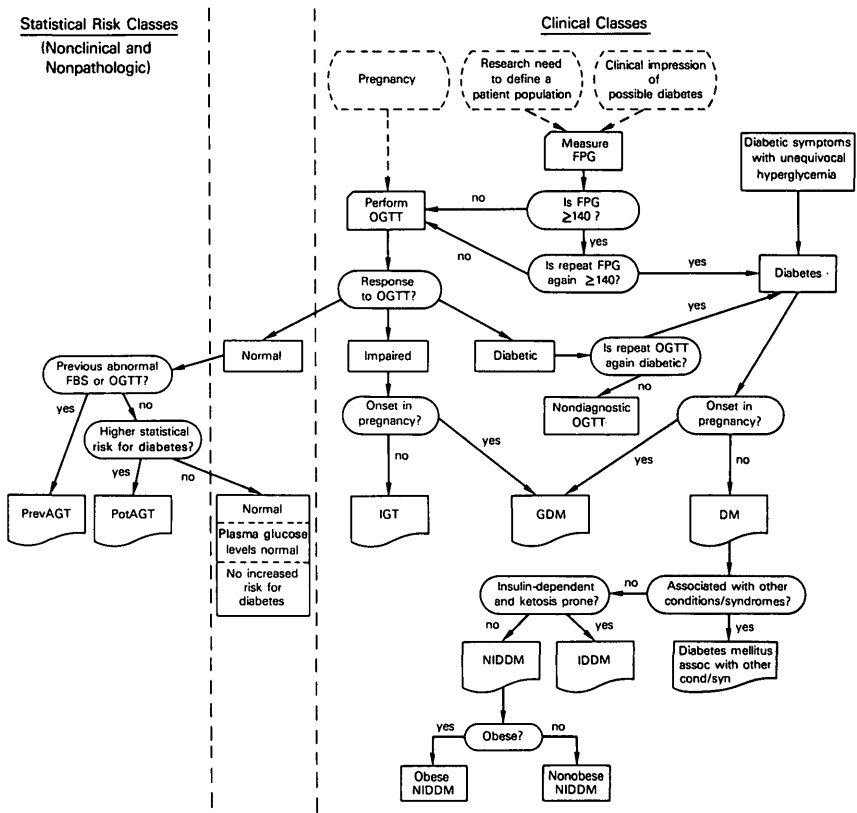 Statistical Risk Classes
(Nonclinical and
Nonpathologic)
Clinical Classes
Pregnancy
Research need
to define a
patient population
Clinical impression
of
possible diabetes
Measure
FPG
Diabetic symptoms
with unequivocal
hyperglycemia
Perform
OGTT
no
Is FPG
≥140 ?
yes
no
Is repeat FPG
again ≥140?
yes
Diabetes
Response
to OGTT?
yes
Normal
Impaired
Diabetic
Is repeat OGTT
again diabetic?
no
Nondiagnostic
OGTT
Previous abnormal
FBS or OGTT?
yes
no
Higher statistical
risk for diabetes?
yes
no
Onset in
pregnancy?
yes
no
Onset in
pregnancy?
yes
no
PrevAGT
PotAGT
Normal
Plasma glucose
levels normal
No increased
risk for
diabetes
IGT
GDM
DM
Insulin-dependent
and ketosis prone?
no
Associated with other
conditions/syndromes?
no
yes
yes
NIDDM
IDDM
Diabetes mellitus
assoc with other
cond/syn
yes
Obese?
no
Obese
NIDDM
Nonobese
NIDDM